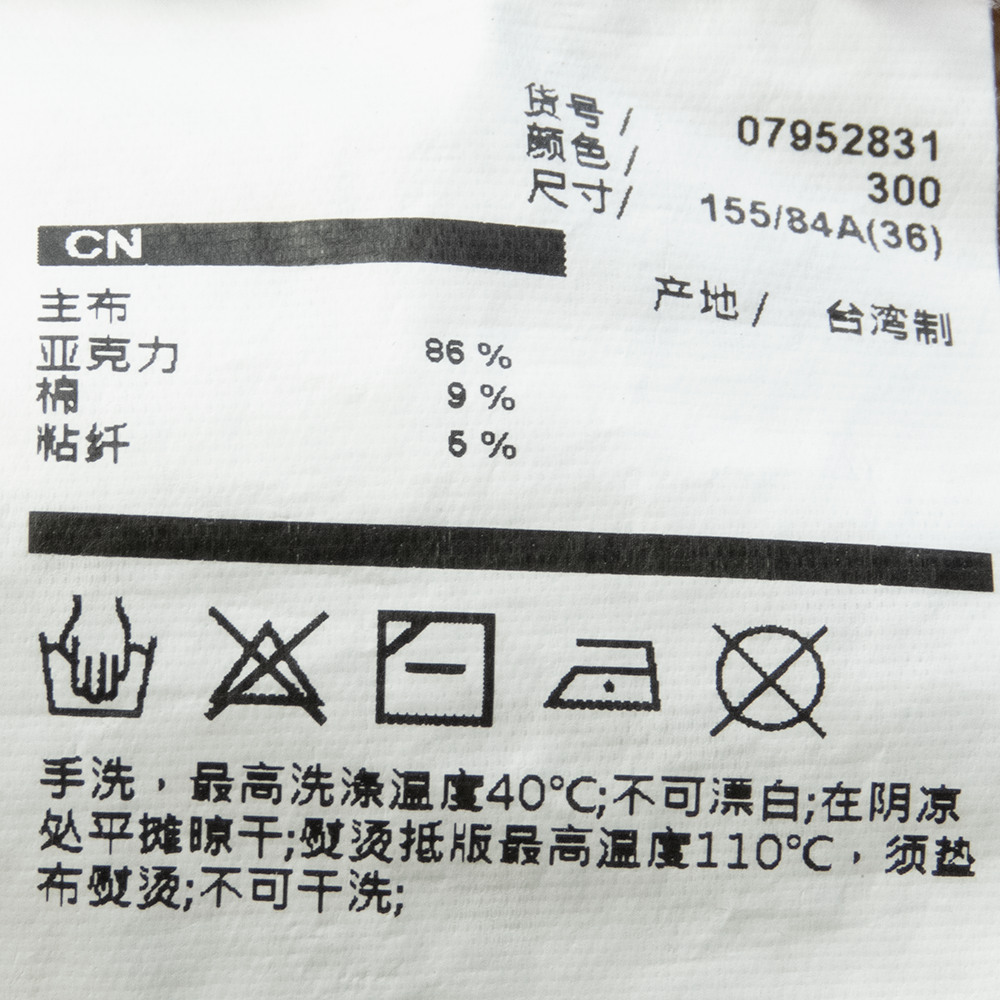 货号/ 07952831
颜色/ 300
尺寸/ 155/84A(36)
产地/ 台湾制
CN
主布
亚克力 86 %
棉 9 %
粘纤 5 %
手洗，最高洗涤温度40°C;不可漂白;在阴凉
处平摊晾干;熨烫抵版最高温度110°C，须垫
布熨烫;不可干洗;